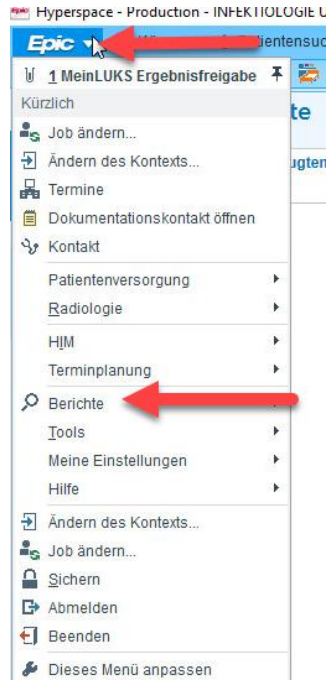 Hyperspace - Production - INFEKTIOLOGIE U
Epic
1 MeinLUKS Ergebnisfreigabe
Kürzlich
Job ändern...
Ändern des Kontexts...
Termine
Dokumentationskontakt öffnen
Kontakt
Patientenversorgung
Radiologie
HIM
Terminplanung
Berichte
Tools
Meine Einstellungen
Hilfe
Ändern des Kontexts...
Job ändern...
Sichern
Abmelden
Beenden
Dieses Menü anpassen